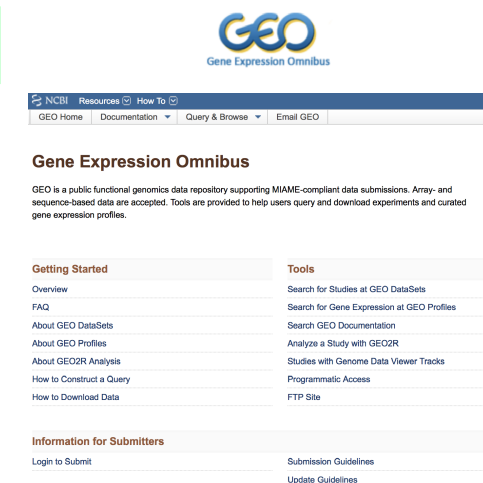 GEO
Gene Expression Omnibus
NCBI Resources How To
GEO Home Documentation Query & Browse Email GEO
Gene Expression Omnibus
GEO is a public functional genomics data repository supporting MIAME-compliant data submissions. Array- and
sequence-based data are accepted. Tools are provided to help users query and download experiments and curated
gene expression profiles.
Getting Started
Overview
FAQ
About GEO DataSets
About GEO Profiles
About GEO2R Analysis
How to Construct a Query
How to Download Data
Tools
Search for Studies at GEO DataSets
Search for Gene Expression at GEO Profiles
Search GEO Documentation
Analyze a Study with GEO2R
Studies with Genome Data Viewer Tracks
Programmatic Access
FTP Site
Information for Submitters
Login to Submit
Submission Guidelines
Update Guidelines